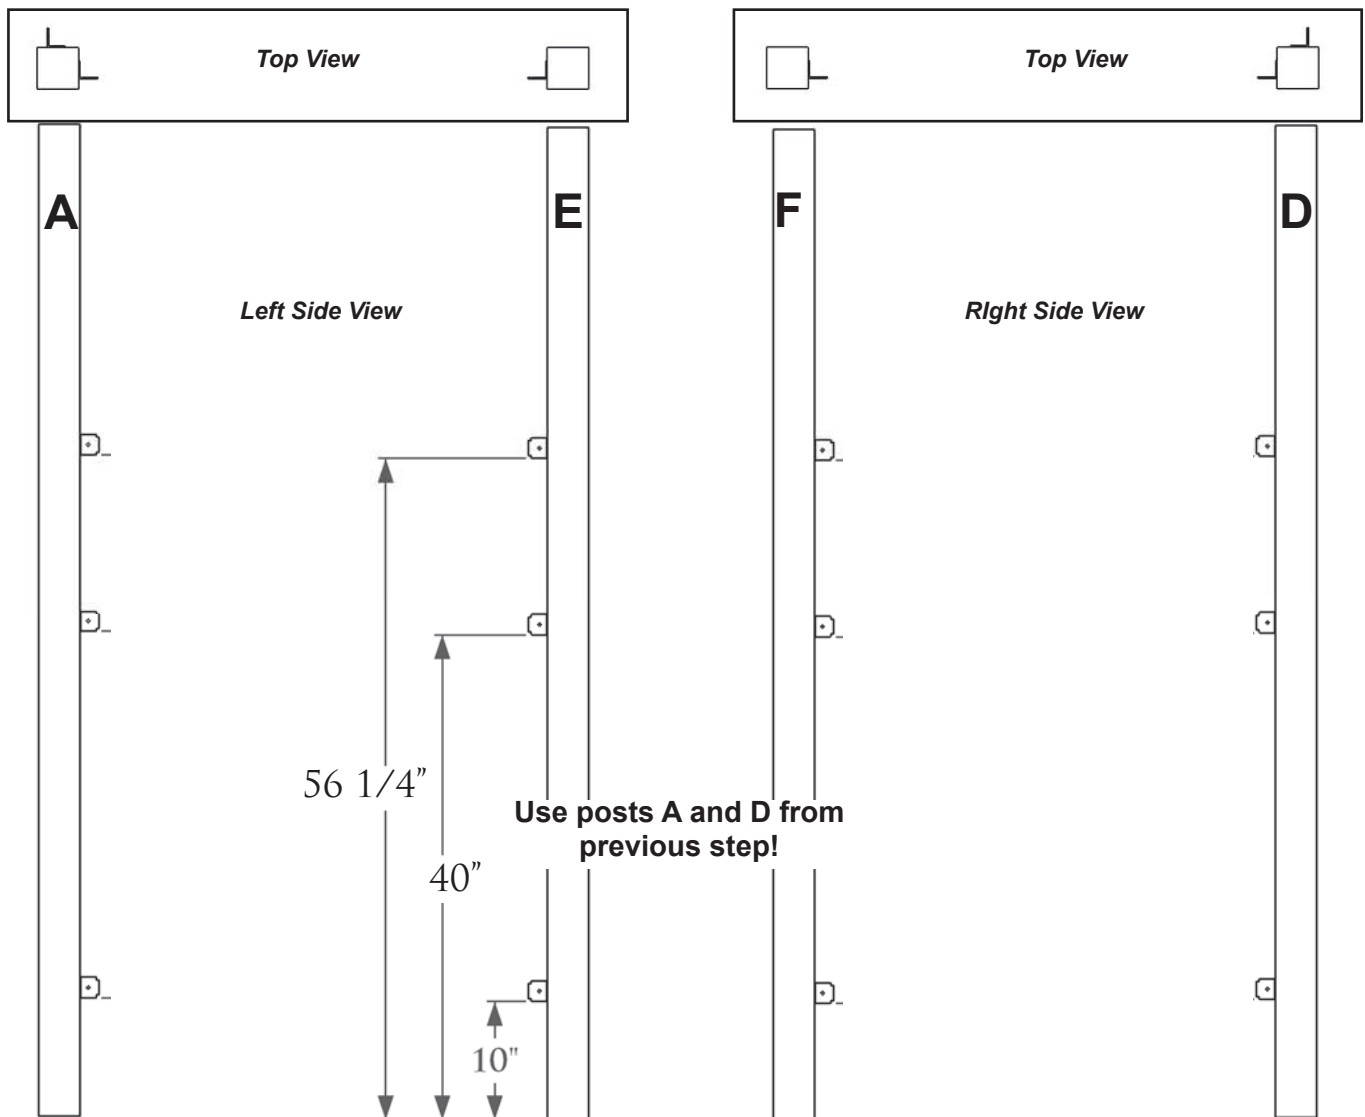 Top View
Top View
A
E
F
D
Left Side View
RIght Side View
56 1/4”
Use posts A and D from
previous step!
40”
10"